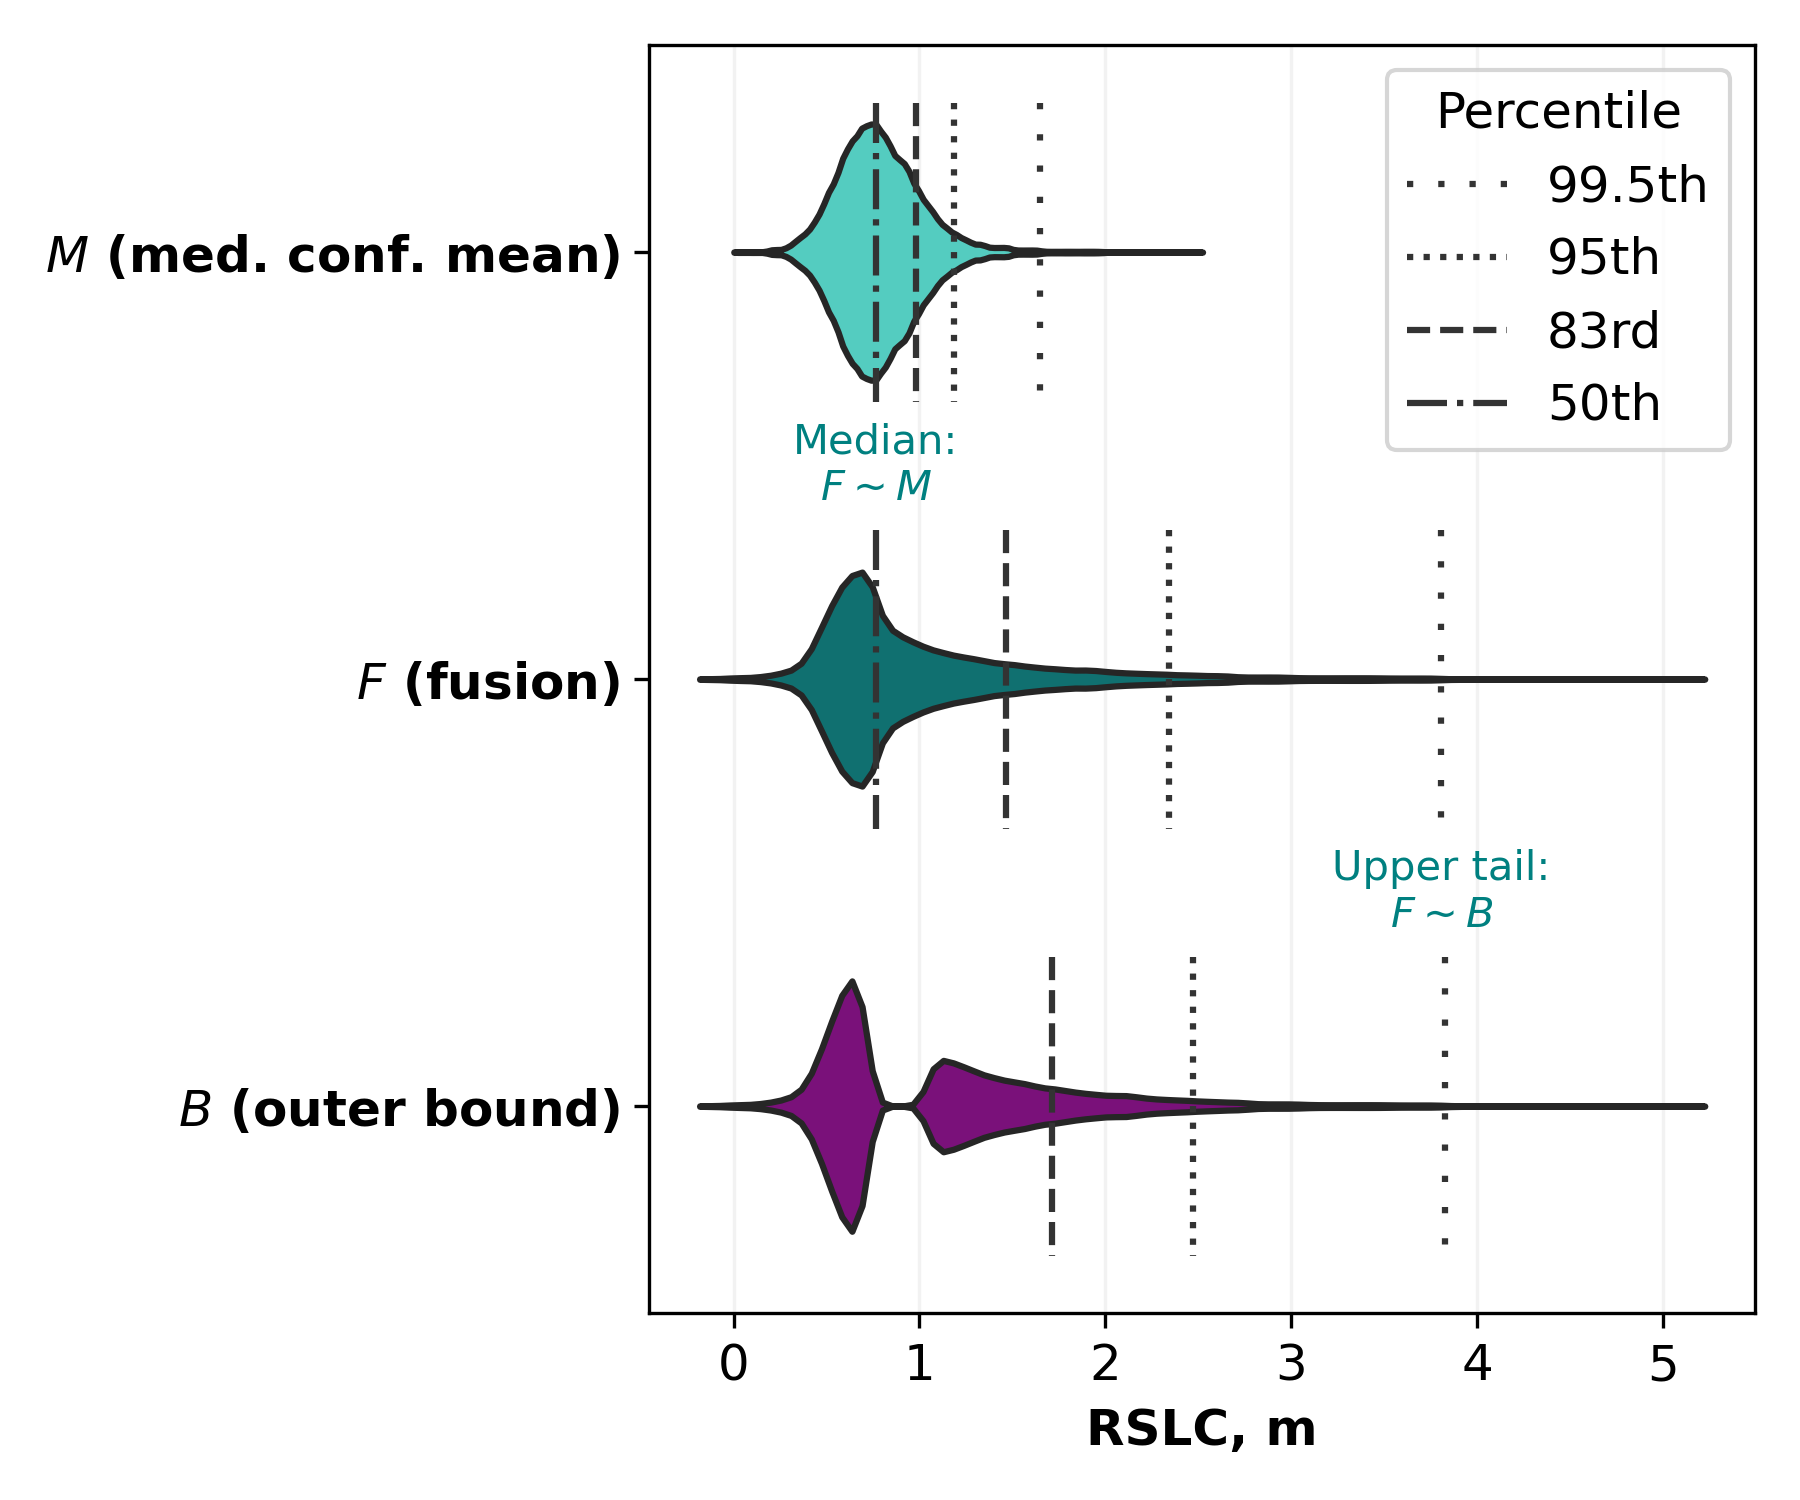 Percentile
99.5th
95th
83rd
50th
M (med. conf. mean)
Median:
F ~ M
F (fusion)
Upper tail:
F ~ B
B (outer bound)
0 1 2 3 4 5
RSLC, m